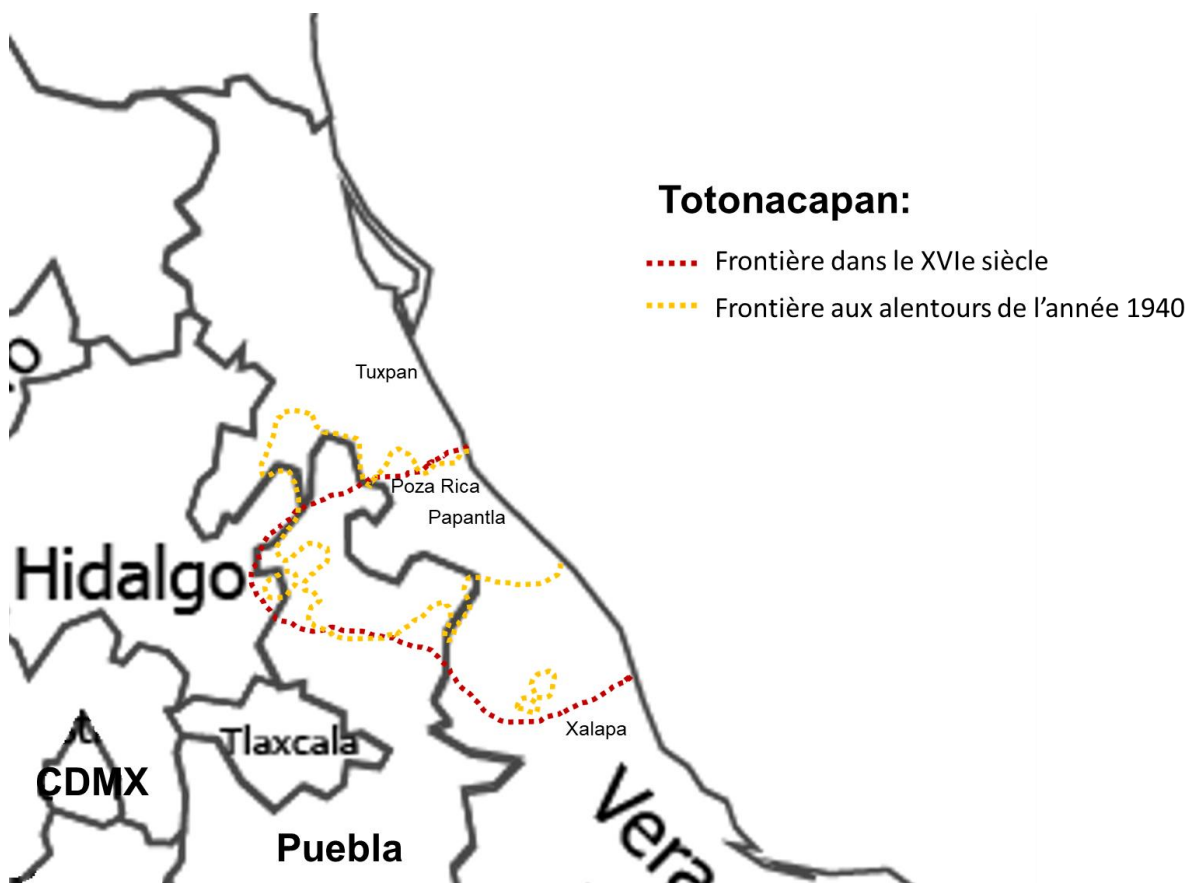 Totonacapan:
Frontière dans le XVIe siècle
Frontière aux alentours de l'année 1940
Tuxpan
Poza Rica
Papantla
Hidalgo
Xalapa
Tlaxcala
CDMX
Puebla